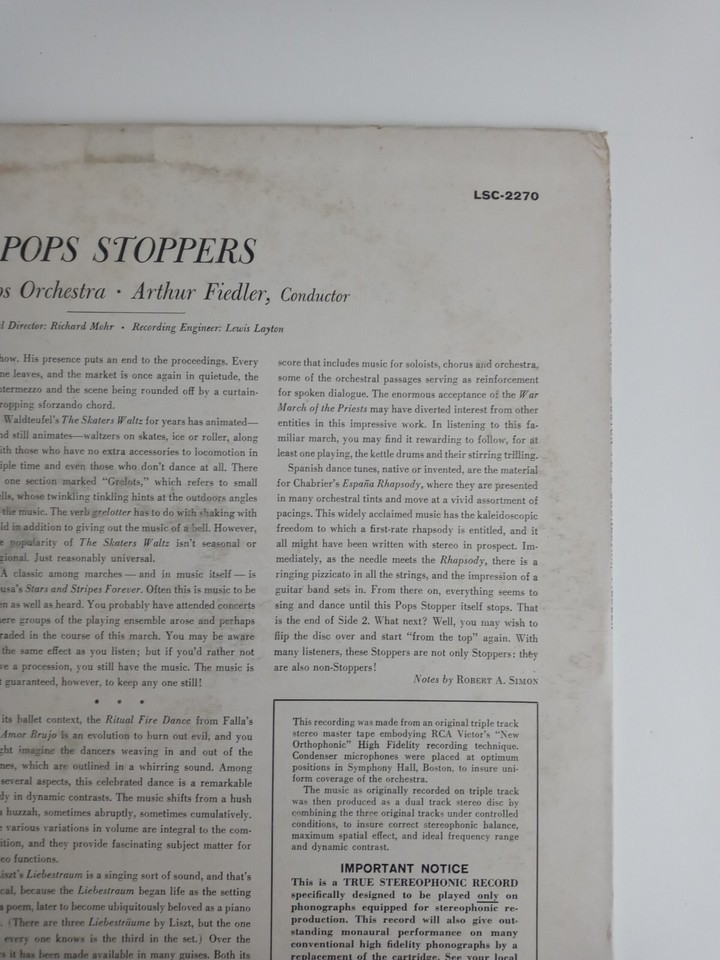 LSC-2270
POPS STOPPERS
Orchestra · Arthur Fiedler, Conductor
Director: Richard Mohr · Recording Engineer: Lewis Layton
His presence puts an end to the proceedings. Every
leaves, and the market is once again in quietude, the
and the scene being rounded off by a curtain-
sforzando chord.
Waldteufel's The Skaters Waltz for years has animated—
still animates—waltzers on skates, ice or roller, along
those who have no extra accessories to locomotion in
time and even those who don't dance at all. There
one section marked "Grelots," which refers to small
whose twinkling tinkling hints at the outdoors angles
the music. The verb grelotter has to do with shaking with
in addition to giving out the music of a bell. However,
popularity of The Skaters Waltz isn't seasonal or
Just reasonably universal.
A classic among marches — and in music itself — is
Stars and Stripes Forever. Often this is music to be
as well as heard. You probably have attended concerts
groups of the playing ensemble arose and perhaps
in the course of this march. You may be aware
the same effect as you listen; but if you'd rather not
a procession, you still have the music. The music is
guaranteed, however, to keep any one still!
• • •
its ballet context, the Ritual Fire Dance from Falla's
Amor Brujo is an evolution to burn out evil, and you
imagine the dancers weaving in and out of the
which are outlined in a whirring sound. Among
several aspects, this celebrated dance is a remarkable
in dynamic contrasts. The music shifts from a hush
huzzah, sometimes abruptly, sometimes cumulatively.
various variations in volume are integral to the com-
and they provide fascinating subject matter for
functions.
Liebestraum is a singing sort of sound, and that's
because the Liebestraum began life as the setting
poem, later to become ubiquitously beloved as a piano
(There are three Liebesträume by Liszt, but the one
every one knows is the third in the set.) Over the
it has been made available in many guises. Both its
score that includes music for soloists, chorus and orchestra,
some of the orchestral passages serving as reinforcement
for spoken dialogue. The enormous acceptance of the War
March of the Priests may have diverted interest from other
entities in this impressive work. In listening to this fa-
miliar march, you may find it rewarding to follow, for at
least one playing, the kettle drums and their stirring trilling.
Spanish dance tunes, native or invented, are the material
for Chabrier's España Rhapsody, where they are presented
in many orchestral tints and move at a vivid assortment of
pacings. This widely acclaimed music has the kaleidoscopic
freedom to which a first-rate rhapsody is entitled, and it
all might have been written with stereo in prospect. Im-
mediately, as the needle meets the Rhapsody, there is a
ringing pizzicato in all the strings, and the impression of a
guitar band sets in. From there on, everything seems to
sing and dance until this Pops Stopper itself stops. That
is the end of Side 2. What next? Well, you may wish to
flip the disc over and start "from the top" again. With
many listeners, these Stoppers are not only Stoppers: they
are also non-Stoppers!
Notes by ROBERT A. SIMON
This recording was made from an original triple track
stereo master tape embodying RCA Victor's "New
Orthophonic" High Fidelity recording technique.
Condenser microphones were placed at optimum
positions in Symphony Hall, Boston, to insure uni-
form coverage of the orchestra.
The music as originally recorded on triple track
was then produced as a dual track stereo disc by
combining the three original tracks under controlled
conditions, to insure correct stereophonic balance,
maximum spatial effect, and ideal frequency range
and dynamic contrast.
IMPORTANT NOTICE
This is a TRUE STEREOPHONIC RECORD
specifically designed to be played only on
phonographs equipped for stereophonic re-
production. This record will also give out-
standing monaural performance on many
conventional high fidelity phonographs by a
replacement of the cartridge. See your local